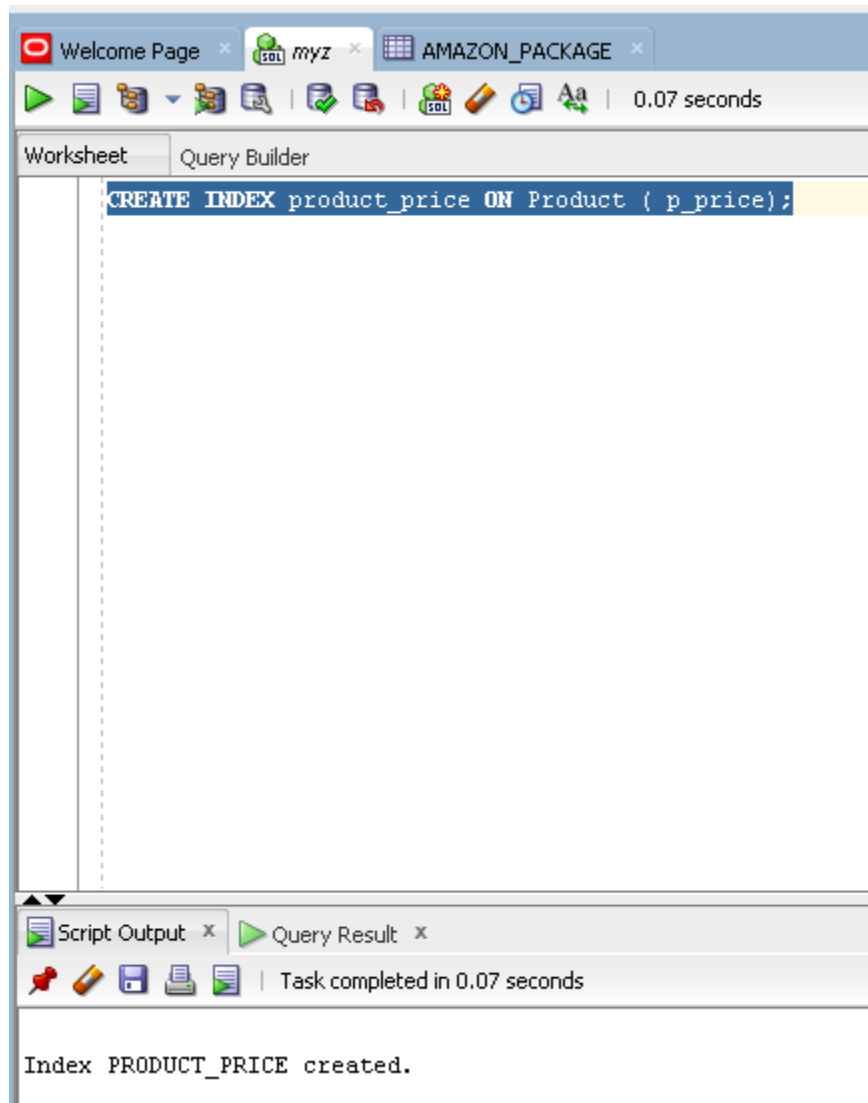 Welcome Page myz AMAZON_PACKAGE
0.07 seconds
Worksheet Query Builder
CREATE INDEX product_price ON Product ( p_price);
Script Output Query Result
Task completed in 0.07 seconds
Index PRODUCT_PRICE created.